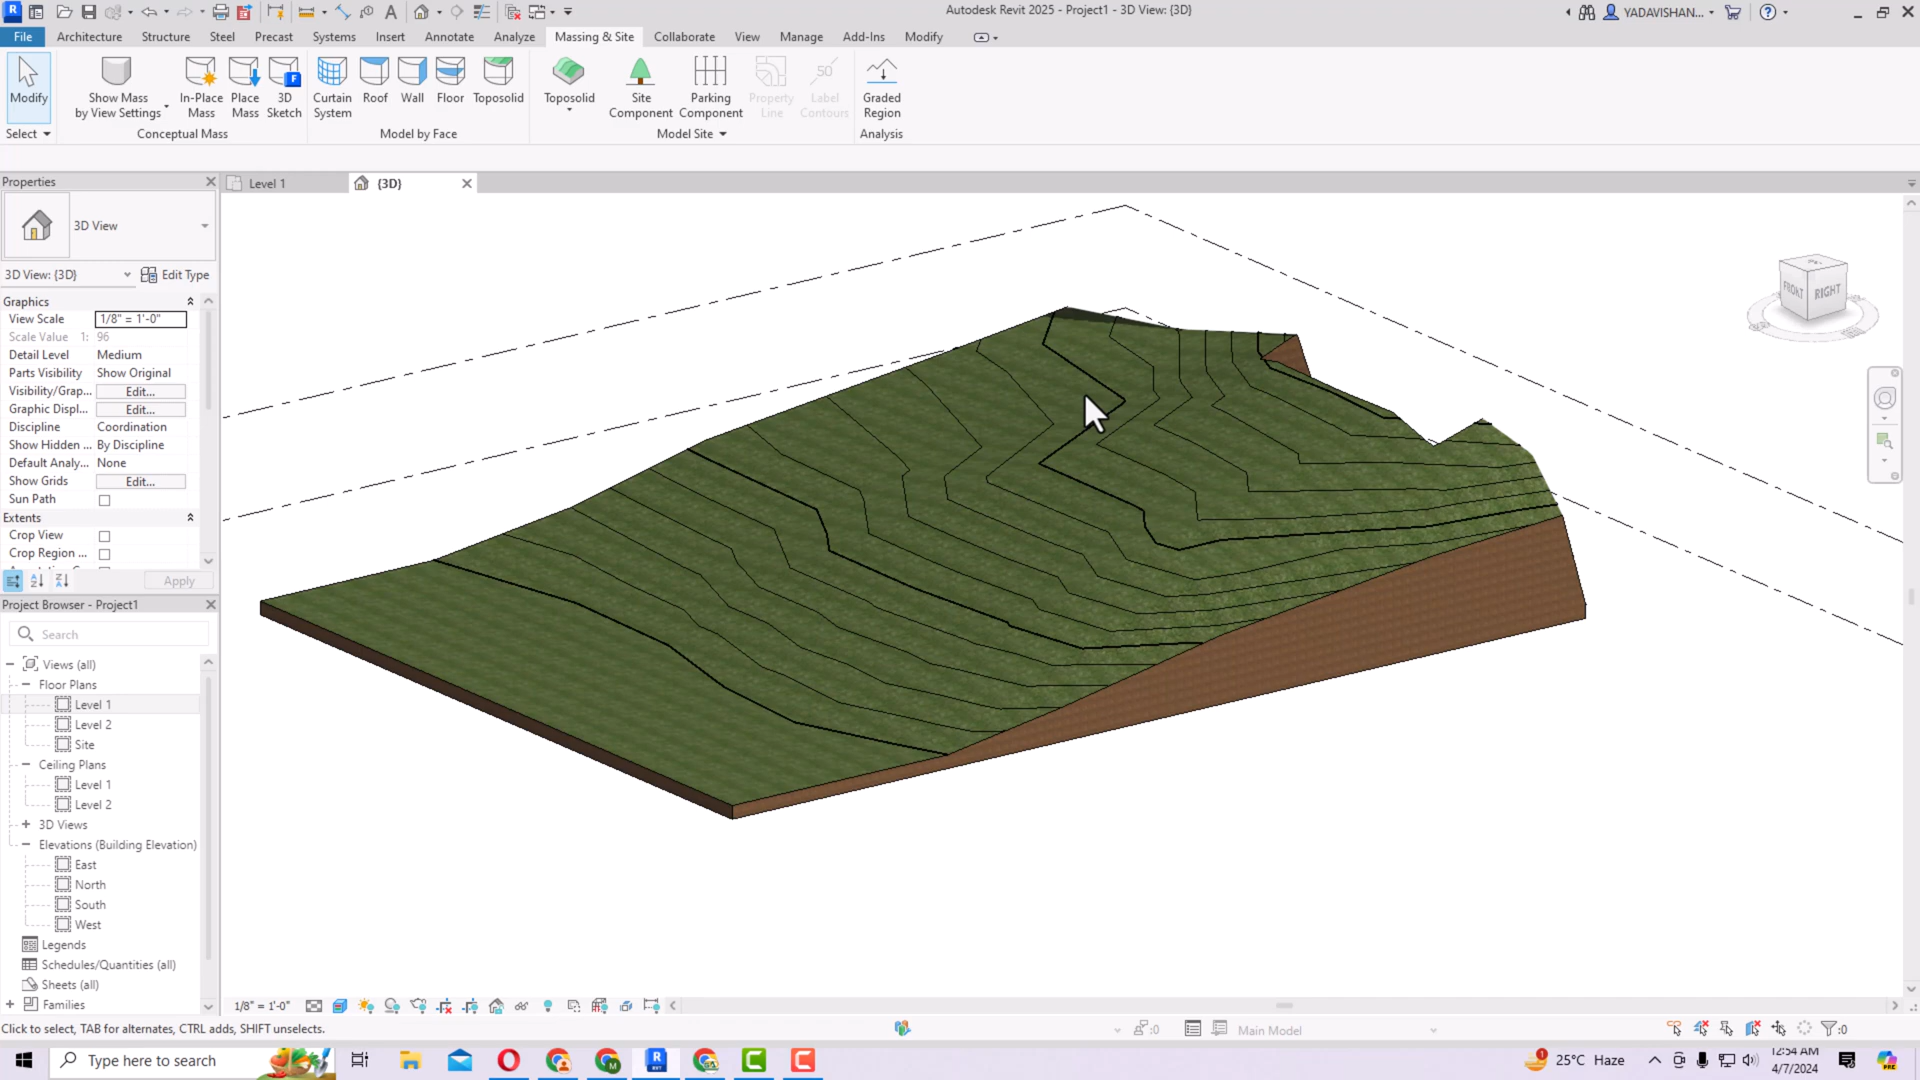 Autodesk Revit 2025 - Project1 - 3D View: {3D}
YADAVISHAN...
File Architecture Structure Steel Precast Systems Insert Annotate Analyze Massing & Site Collaborate View Manage Add-Ins Modify
Modify
Show Mass
by View Settings
In-Place
Mass
Place
Mass
3D
Sketch
Curtain
System
Roof
Wall
Floor
Toposolid
Toposolid
Site
Component
Parking
Component
Property
Line
Label
Contours
Graded
Region
Select
Conceptual Mass
Model by Face
Model Site
Analysis
Properties
Level 1
{3D}
3D View
3D View: {3D}
Edit Type
Graphics
View Scale 1/8" = 1'-0"
Scale Value 1: 96
Detail Level Medium
Parts Visibility Show Original
Visibility/Grap... Edit...
Graphic Displ... Edit...
Discipline Coordination
Show Hidden ... By Discipline
Default Analy... None
Show Grids Edit...
Sun Path
Extents
Crop View
Crop Region ...
Apply
FRONT RIGHT
Project Browser - Project1
Search
Views (all)
Floor Plans
Level 1
Level 2
Site
Ceiling Plans
Level 1
Level 2
3D Views
Elevations (Building Elevation)
East
North
South
West
Legends
Schedules/Quantities (all)
Sheets (all)
Families
1/8" = 1'-0"
Click to select, TAB for alternates, CTRL adds, SHIFT unselects.
:0
Main Model
:0
Type here to search
25°C Haze
12:54 AM
4/7/2024